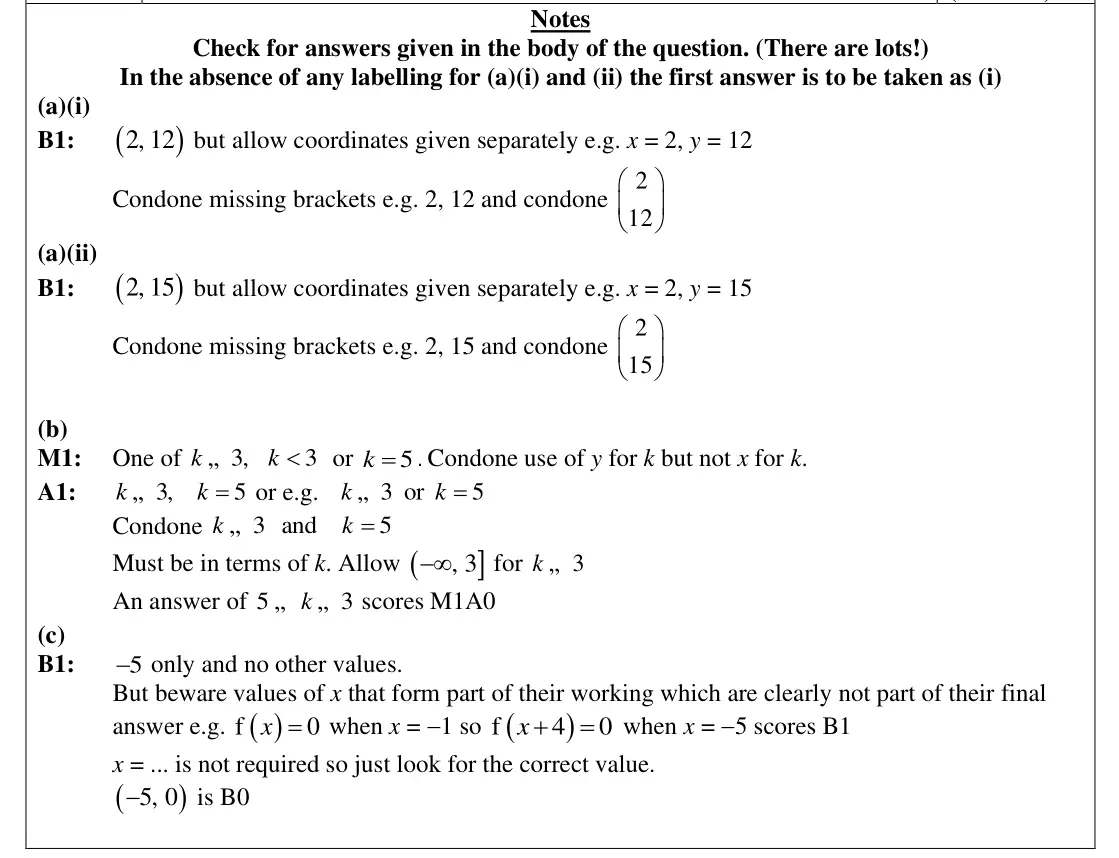 Notes
Check for answers given in the body of the question. (There are lots!)
In the absence of any labelling for (a)(i) and (ii) the first answer is to be taken as (i)
(a)(i)
B1: (2, 12) but allow coordinates given separately e.g. x = 2, y = 12
Condone missing brackets e.g. 2, 12 and condone (2
12)
(a)(ii)
B1: (2, 15) but allow coordinates given separately e.g. x = 2, y = 15
Condone missing brackets e.g. 2, 15 and condone (2
15)
(b)
M1: One of k ,, 3, k < 3 or k = 5 . Condone use of y for k but not x for k.
A1: k ,, 3, k = 5 or e.g. k ,, 3 or k = 5
Condone k ,, 3 and k = 5
Must be in terms of k. Allow (−∞, 3] for k ,, 3
An answer of 5 ,, k ,, 3 scores M1A0
(c)
B1: −5 only and no other values.
But beware values of x that form part of their working which are clearly not part of their final
answer e.g. f(x) = 0 when x = −1 so f(x+4) = 0 when x = −5 scores B1
x = ... is not required so just look for the correct value.
(−5, 0) is B0